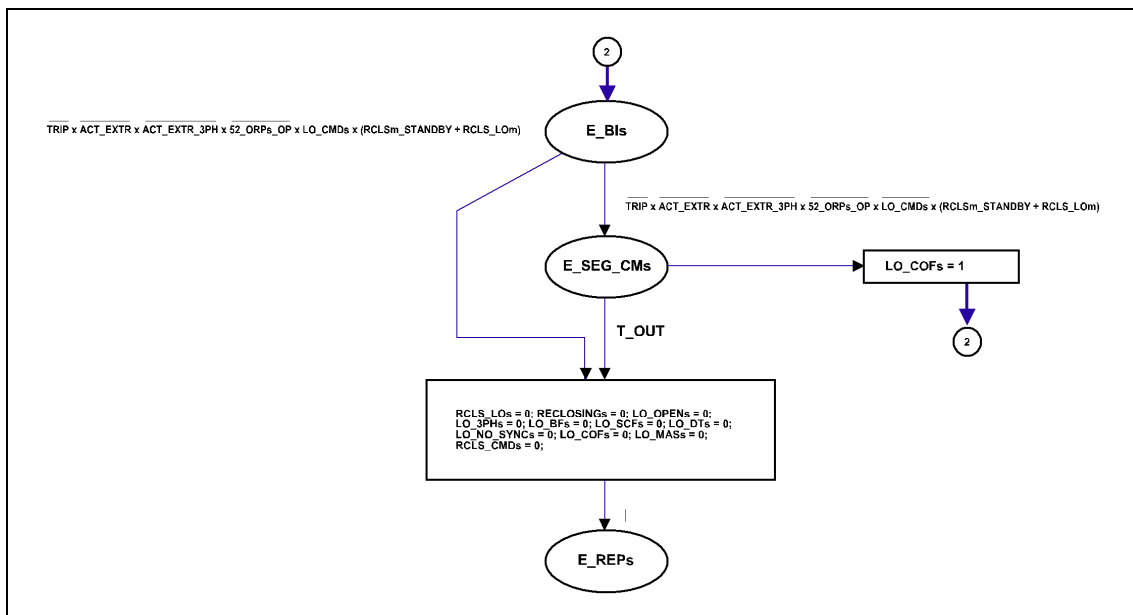 2
TRIP x ACT_EXTR x ACT_EXTR_3PH x 52_ORPs_OP x LO_CMDs x (RCLSm_STANDBY + RCLS_LOm)
E_BIs
TRIP x ACT_EXTR x ACT_EXTR_3PH x 52_ORPs_OP x LO_CMDs x (RCLSm_STANDBY + RCLS_LOm)
E_SEG_CMs
LO_COFs = 1
T_OUT
2
RCLS_LOs = 0; RECLOSINGs = 0; LO_OPENs = 0;
LO_3PHs = 0; LO_BFs = 0; LO_SCFs = 0; LO_DTs = 0;
LO_NO_SYNCs = 0; LO_COFs = 0; LO_MASs = 0;
RCLS_CMDs = 0;
E_REPs